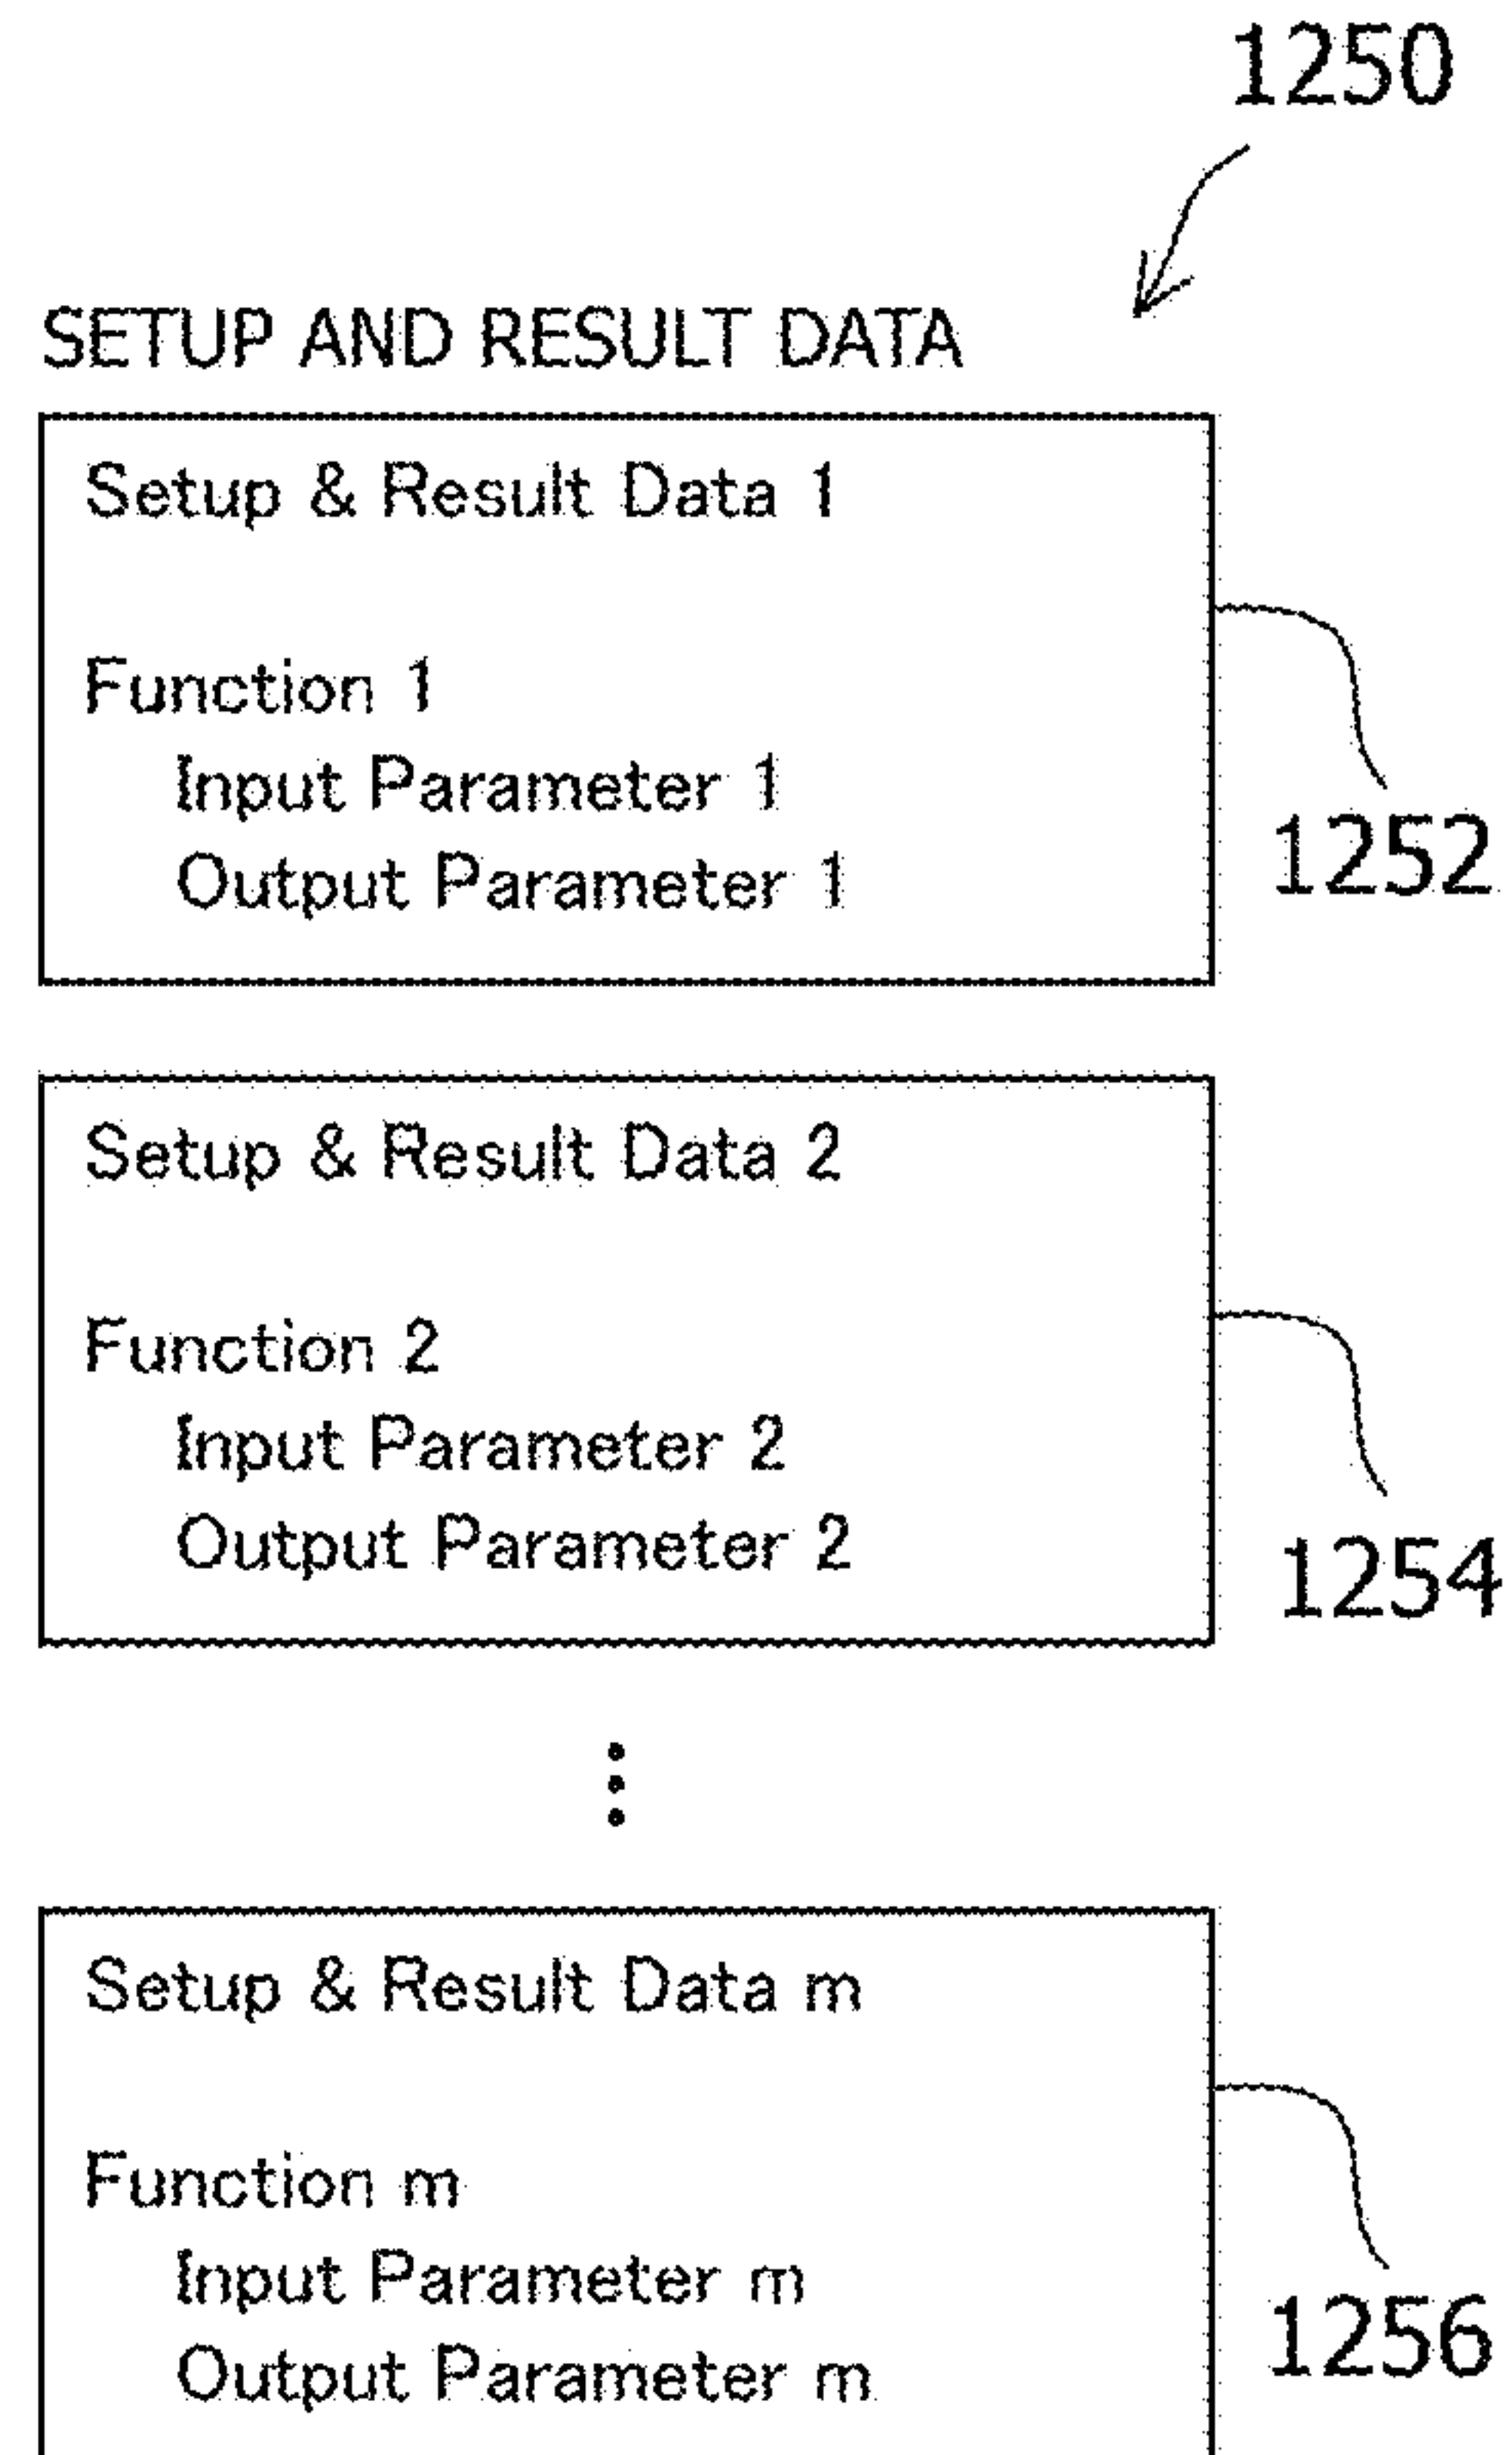 1250
SETUP AND RESULT DATA
Setup & Result Data 1
Function 1
Input Parameter 1
Output Parameter 1
1252
Setup & Result Data 2
Function 2
Input Parameter 2
Output Parameter 2
1254
Setup & Result Data m
Function m
Input Parameter m
Output Parameter m
1256